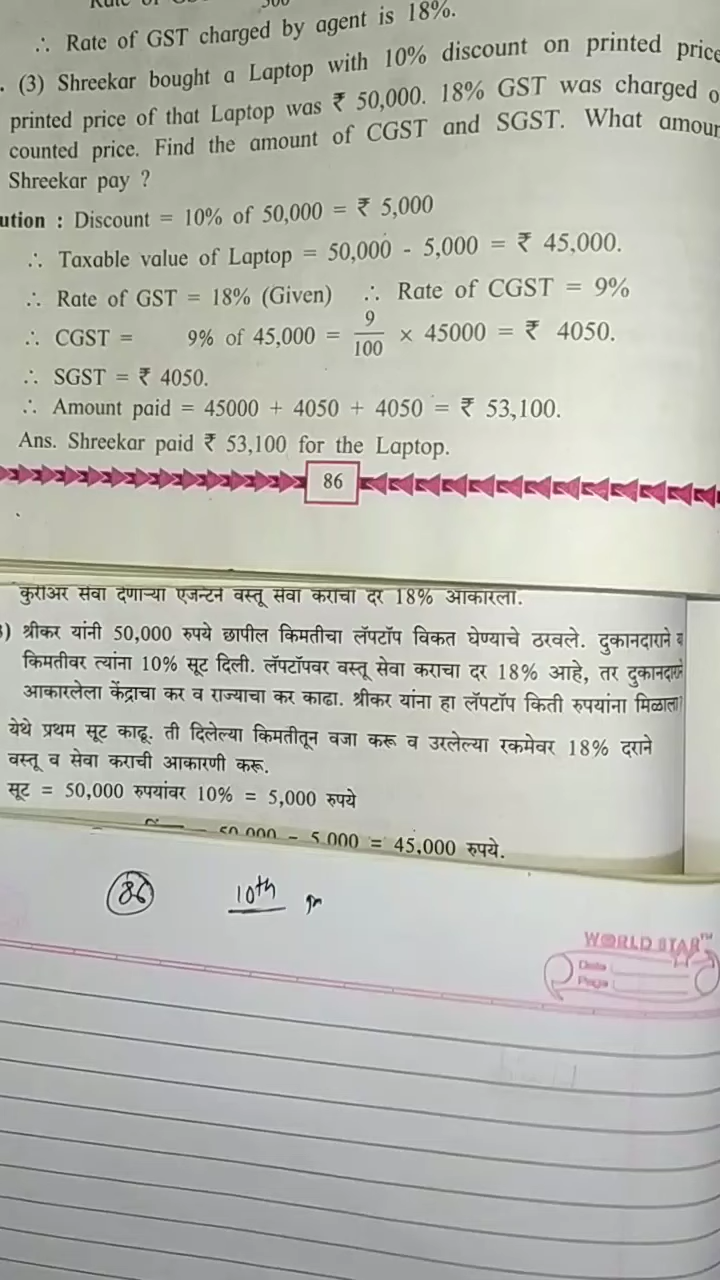 ∴ Rate of GST charged by agent is 18%.
. (3) Shreekar bought a Laptop with 10% discount on printed price
printed price of that Laptop was ₹ 50,000. 18% GST was charged
counted price. Find the amount of CGST and SGST. What
Shreekar pay ?
ution : Discount = 10% of 50,000 = ₹ 5,000
∴ Taxable value of Laptop = 50,000 - 5,000 = ₹ 45,000.
∴ Rate of GST = 18% (Given) ∴ Rate of CGST = 9%
∴ CGST = 9% of 45,000 = 9/100 × 45000 = ₹ 4050.
∴ SGST = ₹ 4050.
∴ Amount paid = 45000 + 4050 + 4050 = ₹ 53,100.
Ans. Shreekar paid ₹ 53,100 for the Laptop.
86
कुरीअर सेवा देणाऱ्या एजन्टने वस्तू सेवा कराचा दर 18% आकारला.
) श्रीकर यांनी 50,000 रुपये छापील किमतीचा लॅपटॉप विकत घेण्याचे ठरवले. दुकानदाराने
किमतीवर त्यांना 10% सूट दिली. लॅपटॉपवर वस्तू सेवा कराचा दर 18% आहे, तर दुकानदाराने
आकारलेला केंद्राचा कर व राज्याचा कर काढा. श्रीकर यांना हा लॅपटॉप किती रुपयांना मिळाला
येथे प्रथम सूट काढू. ती दिलेल्या किमतीतून वजा करू व उरलेल्या रकमेवर 18% दराने
वस्तू व सेवा कराची आकारणी करू.
सूट = 50,000 रुपयांवर 10% = 5,000 रुपये
50,000 - 5,000 = 45,000 रुपये.
86 10th
WORLD STAR™
Date
Page